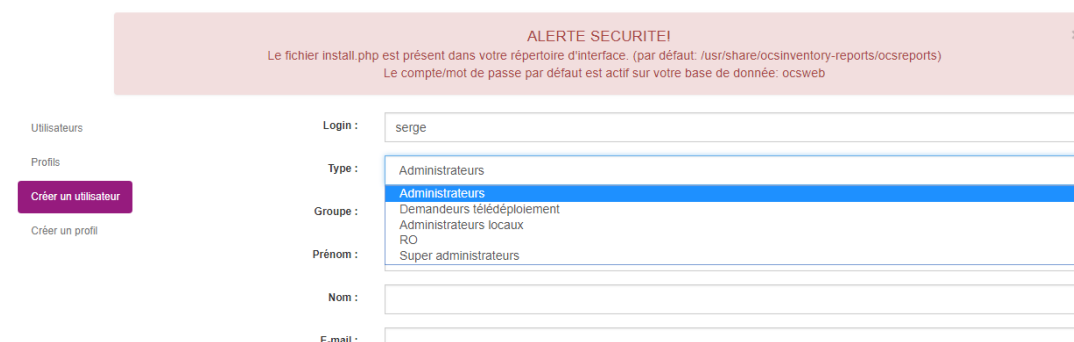 ALERTE SECURITE!
Le fichier install.php est présent dans votre répertoire d'interface. (par défaut: /usr/share/ocsinventory-reports/ocsreports)
Le compte/mot de passe par défaut est actif sur votre base de donnée: ocsweb
Utilisateurs
Profils
Créer un utilisateur
Créer un profil
Login : serge
Type : Administrateurs
Administrateurs
Demandeurs télédéploiement
Administrateurs locaux
RO
Super administrateurs
Groupe :
Prénom :
Nom :
E-mail :